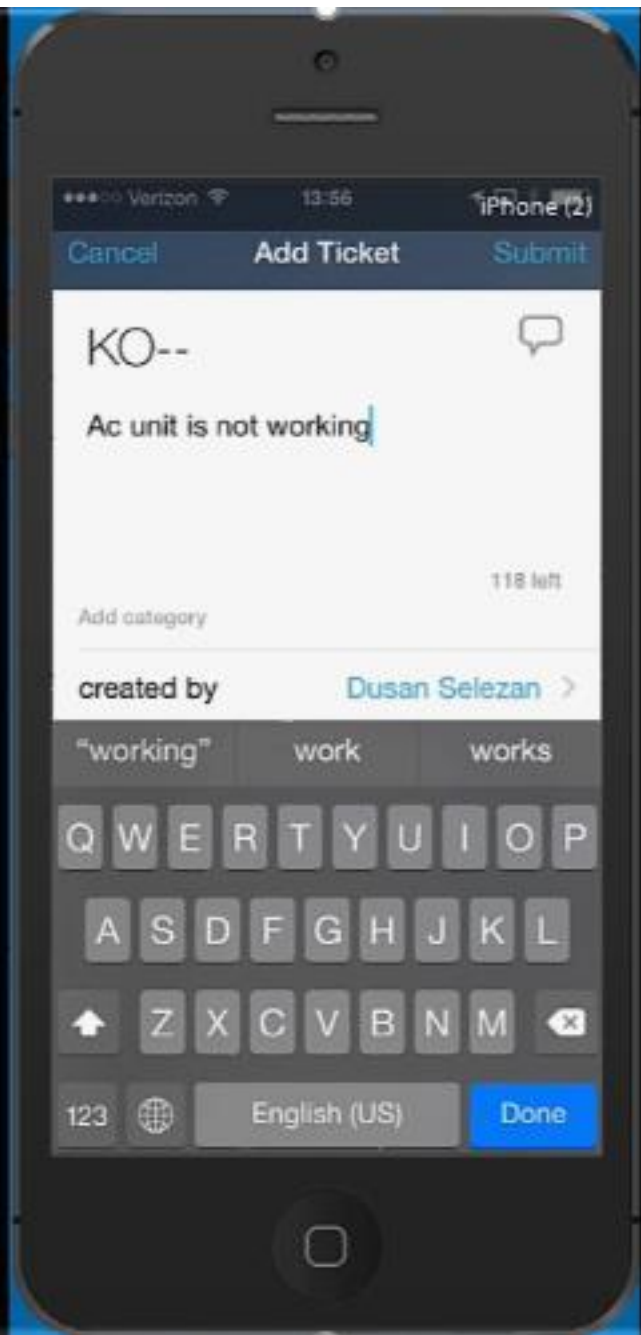 ●●●○○ Verizon 13:56 iPhone (2)
Cancel Add Ticket Submit
KO--
Ac unit is not working
118 left
Add category
created by Dusan Selezan >
"working" work works
Q W E R T Y U I O P
A S D F G H J K L
Z X C V B N M
123 English (US) Done